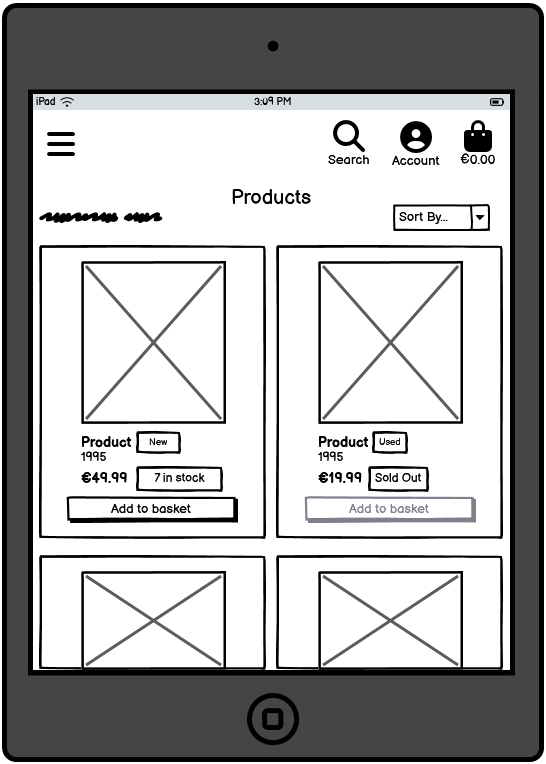 iPad 3:09 PM
Search Account €0.00
Products
Sort By...
Product New
1995
€49.99 7 in stock
Add to basket
Product Used
1995
€19.99 Sold Out
Add to basket